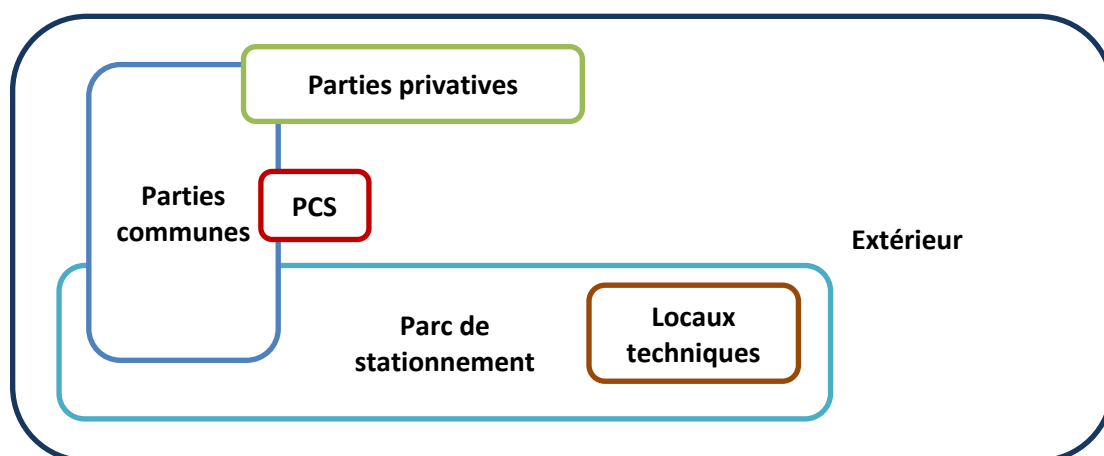 Parties privatives
Parties
communes
PCS
Extérieur
Parc de
stationnement
Locaux
techniques